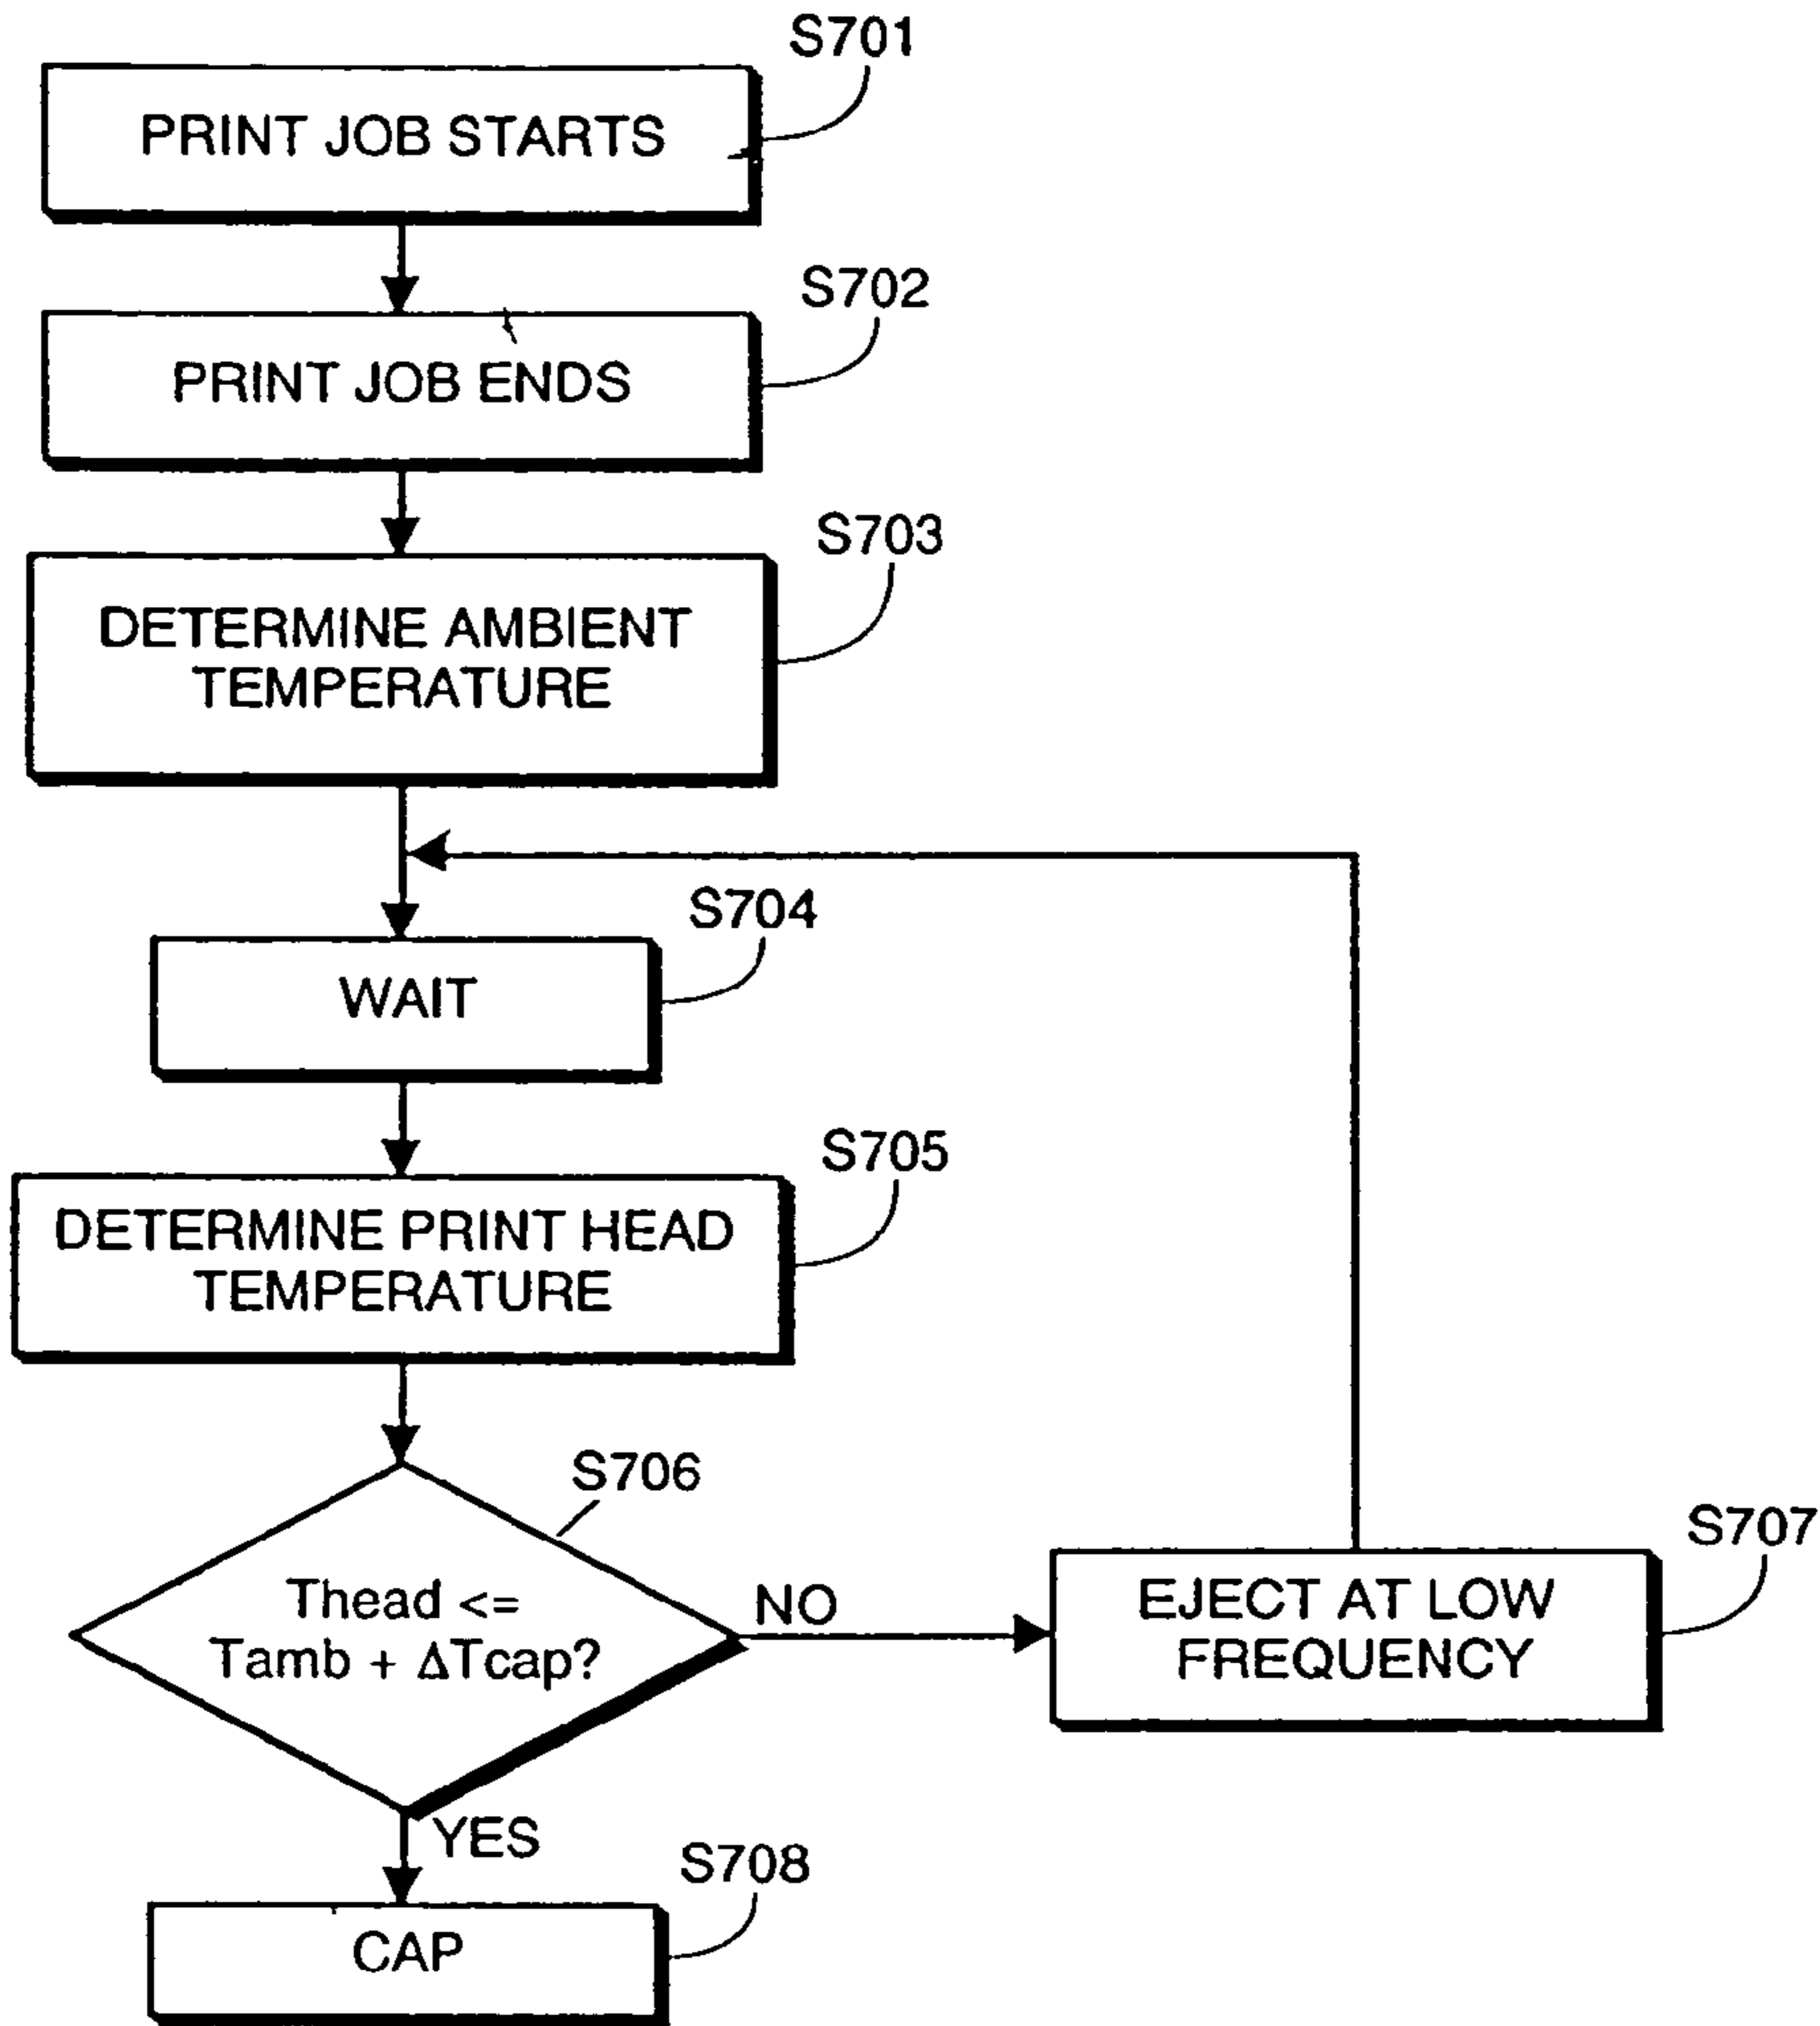 S701
PRINT JOB STARTS
S702
PRINT JOB ENDS
S703
DETERMINE AMBIENT
TEMPERATURE
S704
WAIT
S705
DETERMINE PRINT HEAD
TEMPERATURE
S706
Thead <=
Tamb + ΔTcap?
NO
S707
EJECT AT LOW
FREQUENCY
YES
S708
CAP